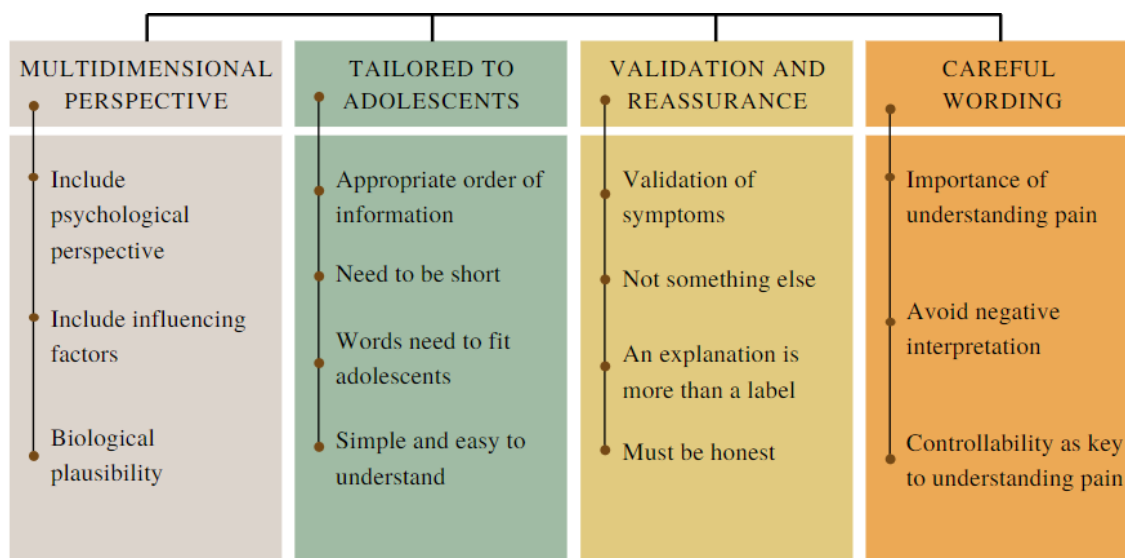 MULTIDIMENSIONAL
PERSPECTIVE
Include
psychological
perspective
Include influencing
factors
Biological
plausibility
TAILORED TO
ADOLESCENTS
Appropriate order of
information
Need to be short
Words need to fit
adolescents
Simple and easy to
understand
VALIDATION AND
REASSURANCE
Validation of
symptoms
Not something else
An explanation is
more than a label
Must be honest
CAREFUL
WORDING
Importance of
understanding pain
Avoid negative
interpretation
Controllability as key
to understanding pain